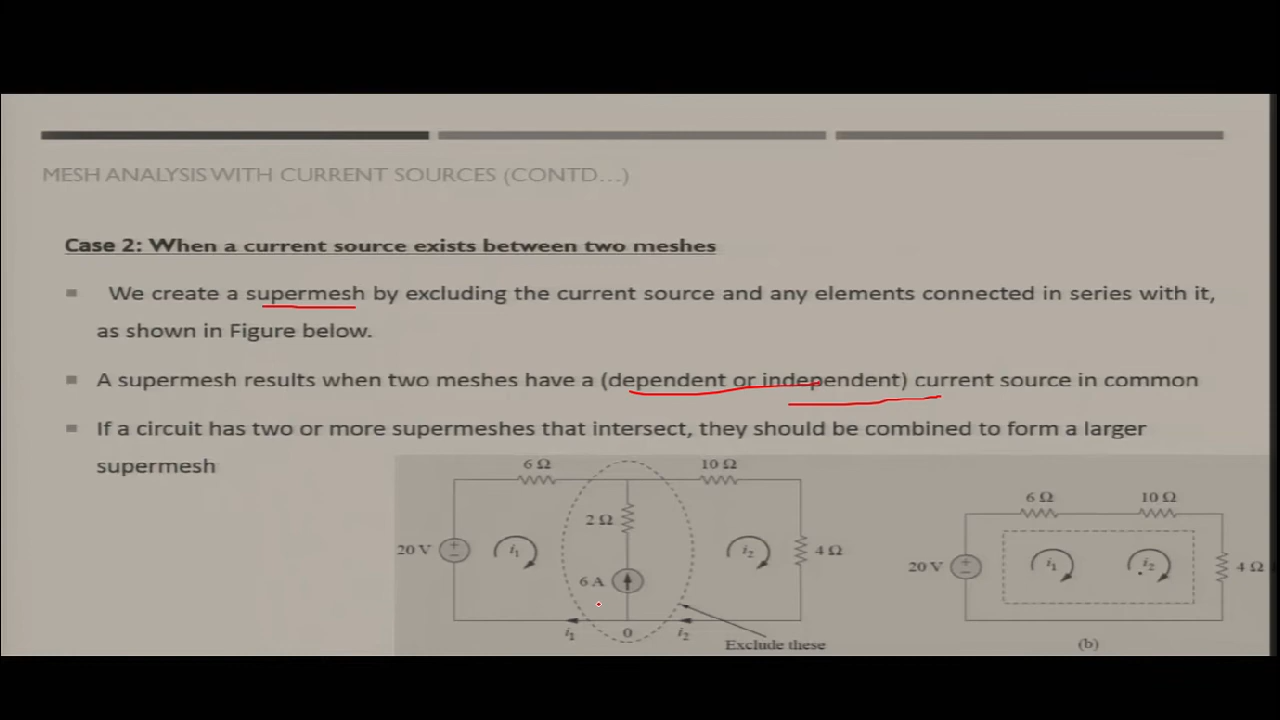 MESH ANALYSIS WITH CURRENT SOURCES (CONTD...)
Case 2: When a current source exists between two meshes
We create a supermesh by excluding the current source and any elements connected in series with it,
as shown in Figure below.
A supermesh results when two meshes have a (dependent or independent) current source in common
If a circuit has two or more supermeshes that intersect, they should be combined to form a larger
supermesh
6 Ω
10 Ω
2 Ω
20 V
i1
i2
4 Ω
6 A
i1
0
i2
Exclude these
6 Ω
10 Ω
20 V
i1
i2
4 Ω
(b)